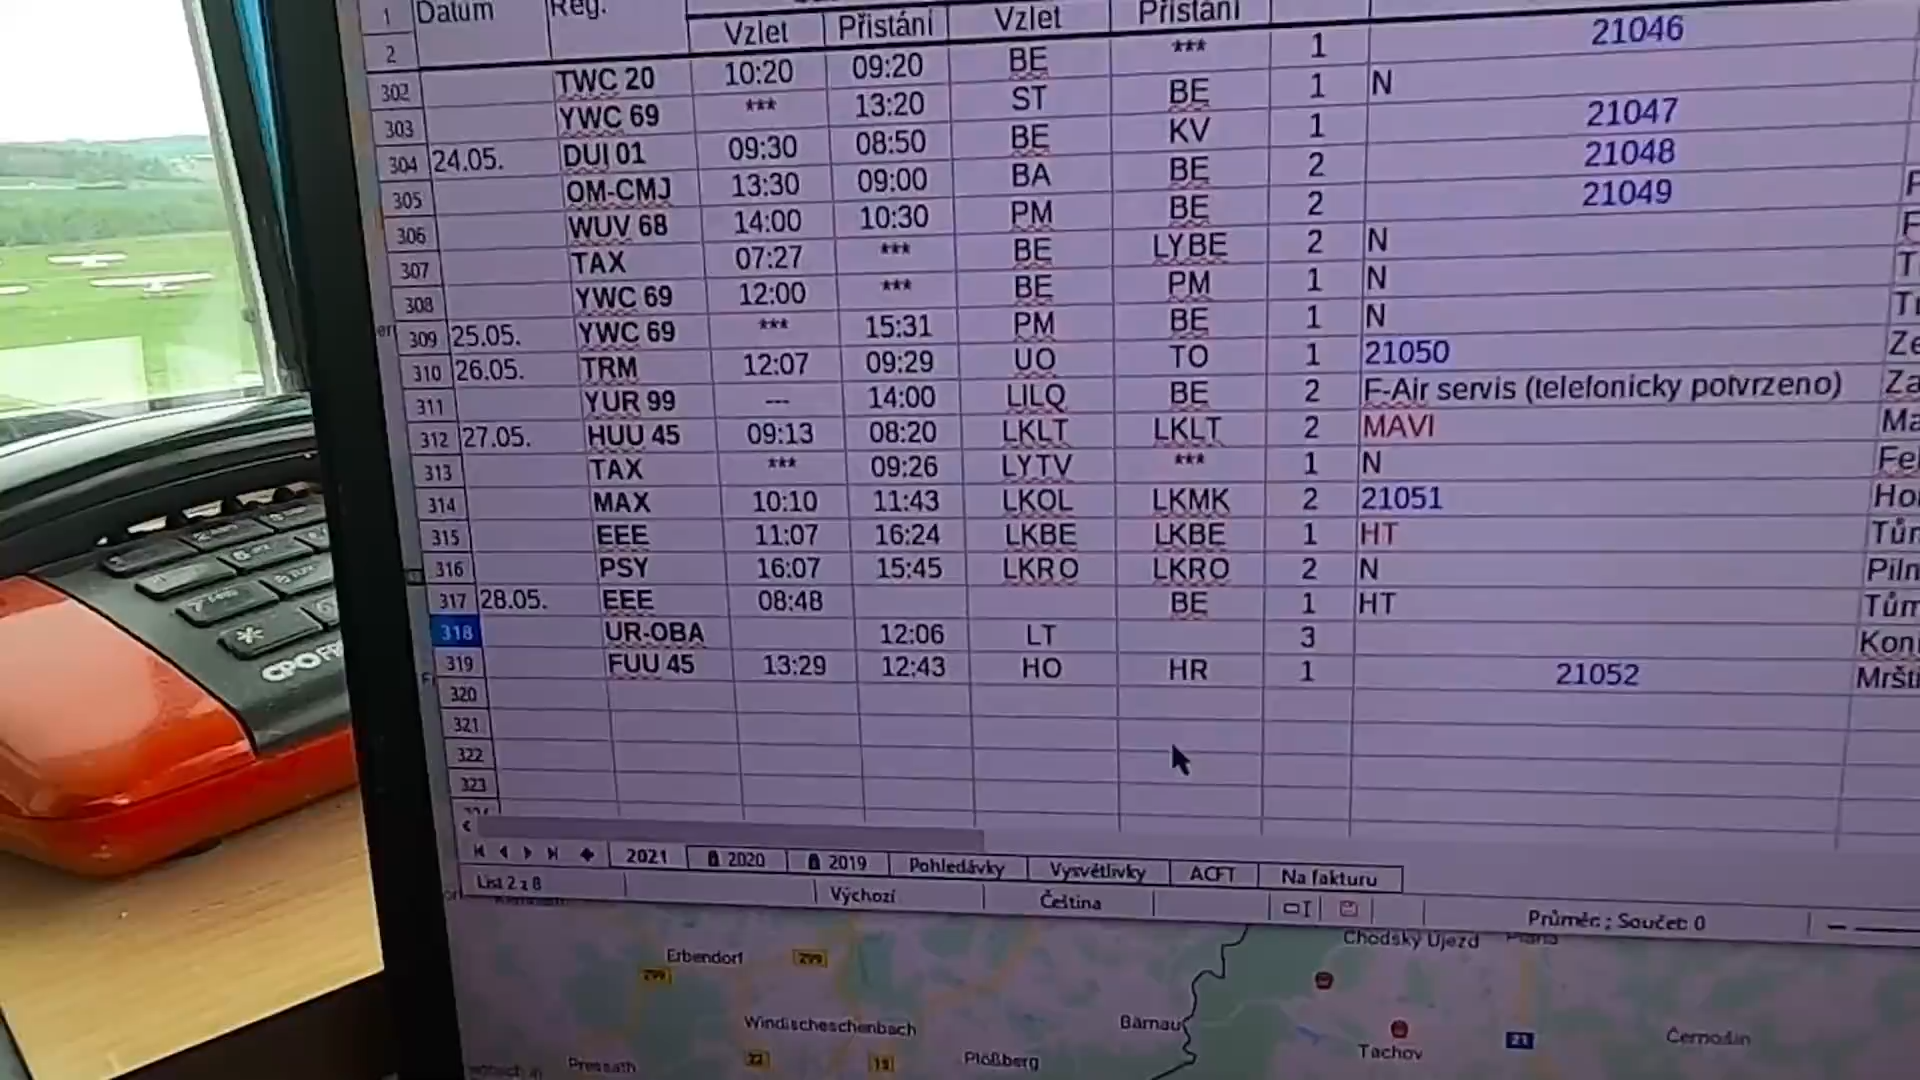 1 Datum Reg. Vzlet Přistání Vzlet Přistání
2 *** 1 21046
302 TWC 20 10:20 09:20 BE BE 1 N
303 YWC 69 *** 13:20 ST KV 1 21047
304 24.05. DUI 01 09:30 08:50 BE BE 2 21048
305 OM-CMJ 13:30 09:00 BA BE 2 21049
306 WUV 68 14:00 10:30 PM LYBE 2 N
307 TAX 07:27 *** BE PM 1 N
308 YWC 69 12:00 *** BE BE 1 N
309 25.05. YWC 69 *** 15:31 PM TO 1 21050
310 26.05. TRM 12:07 09:29 UO BE 2 F-Air servis (telefonicky potvrzeno)
311 YUR 99 --- 14:00 LILQ LKLT 2 MAVI
312 27.05. HUU 45 09:13 08:20 LKLT *** 1 N
313 TAX *** 09:26 LYTV LKMK 2 21051
314 MAX 10:10 11:43 LKOL LKBE 1 HT
315 EEE 11:07 16:24 LKBE LKRO 2 N
316 PSY 16:07 15:45 LKRO
317 28.05. EEE 08:48 BE 1 HT
318 UR-OBA 12:06 LT 3
319 FUU 45 13:29 12:43 HO HR 1 21052
320
321
322
323
2021 2020 2019 Pohledávky Vysvětlivky ACFT Na fakturu
List 2 z 8 Výchozí Čeština Průměr: ; Součet: 0
Erbendorf 299 Chodský Újezd Planá
299
Windischeschenbach Bärnau Tachov 21 Černošín
Pressath 22 15 Plößberg